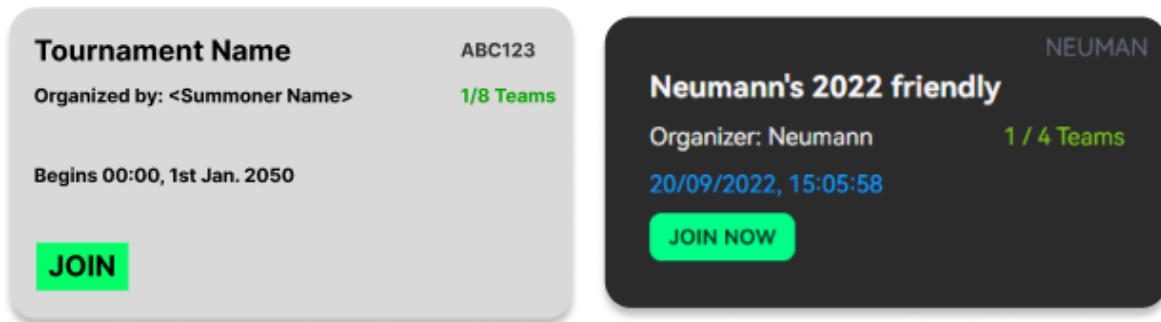 Tournament Name
ABC123
Organized by: <Summoner Name>
1/8 Teams
Begins 00:00, 1st Jan. 2050
JOIN
NEUMAN
Neumann's 2022 friendly
Organizer: Neumann
1 / 4 Teams
20/09/2022, 15:05:58
JOIN NOW